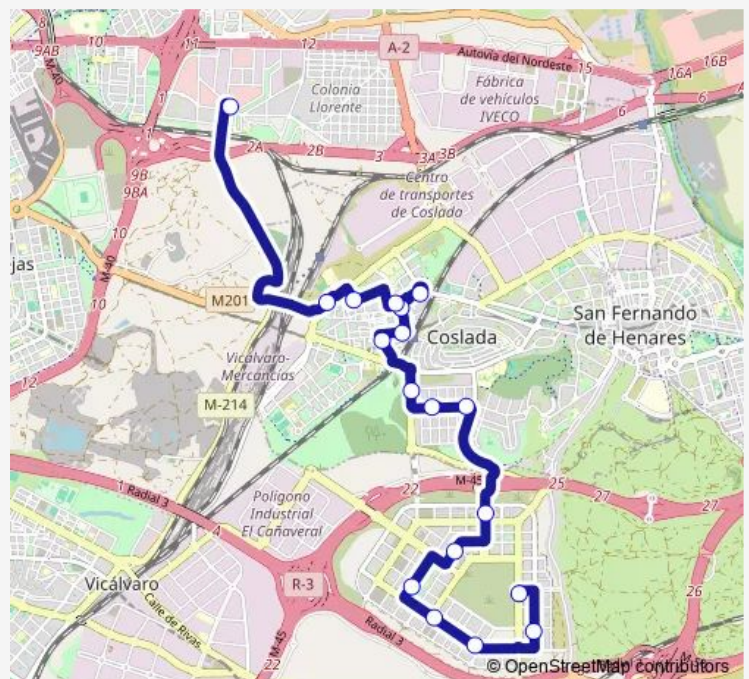 8
9AB
10
11
12
A-2
Autovía del Nordeste
15
16A
16B
M-40
Colonia
Llorente
Fábrica
de vehículos
IVECO
6
6
1
1
2A
2B
3
3A
3B
9B
9BA
Centro
de transportes
de Coslada
10
jas
M-40
10
M201
San Fernando
de Henares
Coslada
Vicálvaro-
Mercancías
12
M-214
M-45
22
25
27
27
1
Radial 3
Polígono
Industrial
El Cañaveral
4
Vicálvaro
R-3
26
Calle de Rivas
M-45
Radial 3
22
© OpenStreetMap contributors